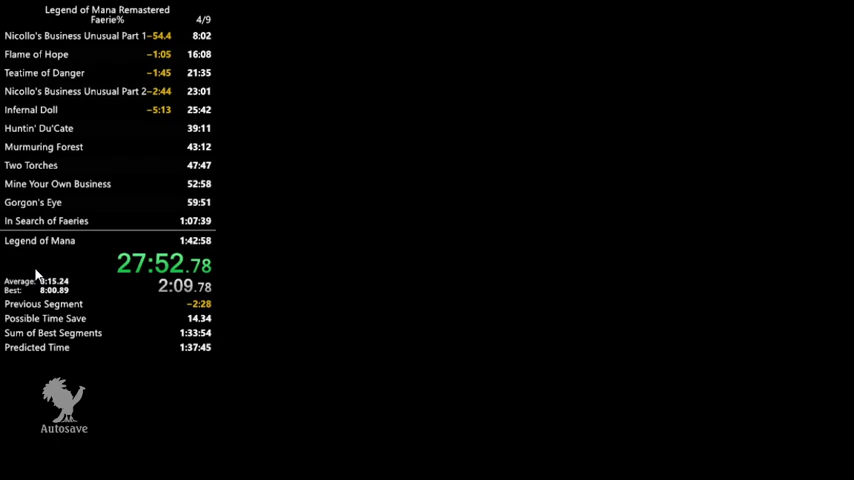 Legend of Mana Remastered
Faerie% 4/9
Nicollo's Business Unusual Part 1 −54.4 8:02
Flame of Hope −1:05 16:08
Teatime of Danger −1:45 21:35
Nicollo's Business Unusual Part 2 −2:44 23:01
Infernal Doll −5:13 25:42
Huntin' Du'Cate 39:11
Murmuring Forest 43:12
Two Torches 47:47
Mine Your Own Business 52:58
Gorgon's Eye 59:51
In Search of Faeries 1:07:39
Legend of Mana 1:42:58
27:52.78
Average:
2:09.78
Best: 8:00.89
Previous Segment −2:28
Possible Time Save 14.34
Sum of Best Segments 1:33:54
Predicted Time 1:37:45
Autosave